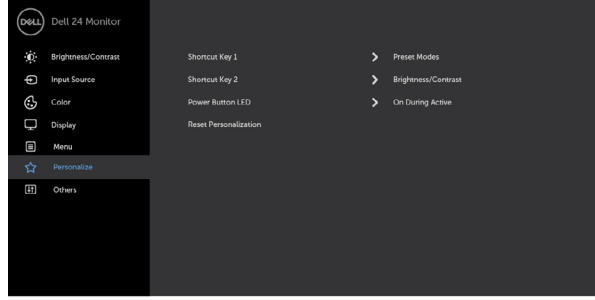 DELL Dell 24 Monitor
Brightness/Contrast
Input Source
Color
Display
Menu
Personalize
Others
Shortcut Key 1 Preset Modes
Shortcut Key 2 Brightness/Contrast
Power Button LED On During Active
Reset Personalization